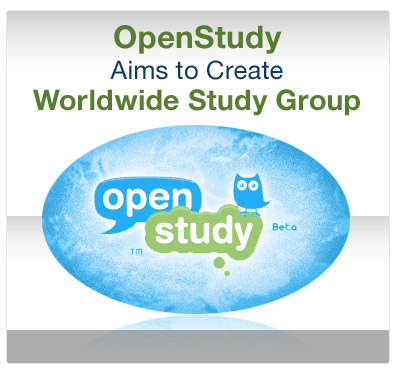 OpenStudy
Aims to Create
Worldwide Study Group
open
study
Beta
TM